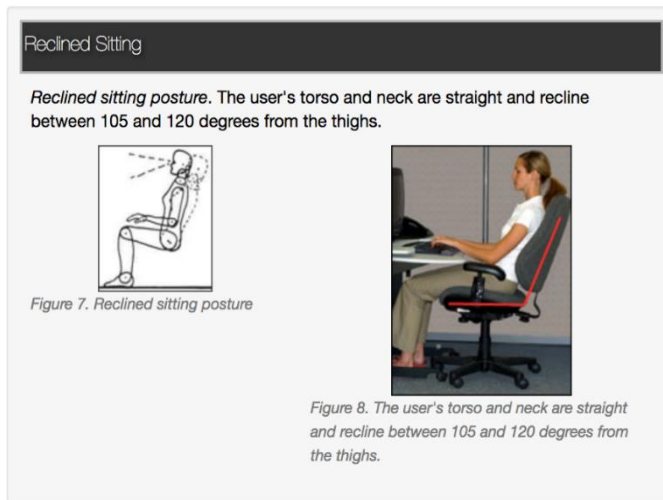 Reclined Sitting
Reclined sitting posture. The user's torso and neck are straight and recline
between 105 and 120 degrees from the thighs.
Figure 7. Reclined sitting posture
Figure 8. The user's torso and neck are straight
and recline between 105 and 120 degrees from
the thighs.